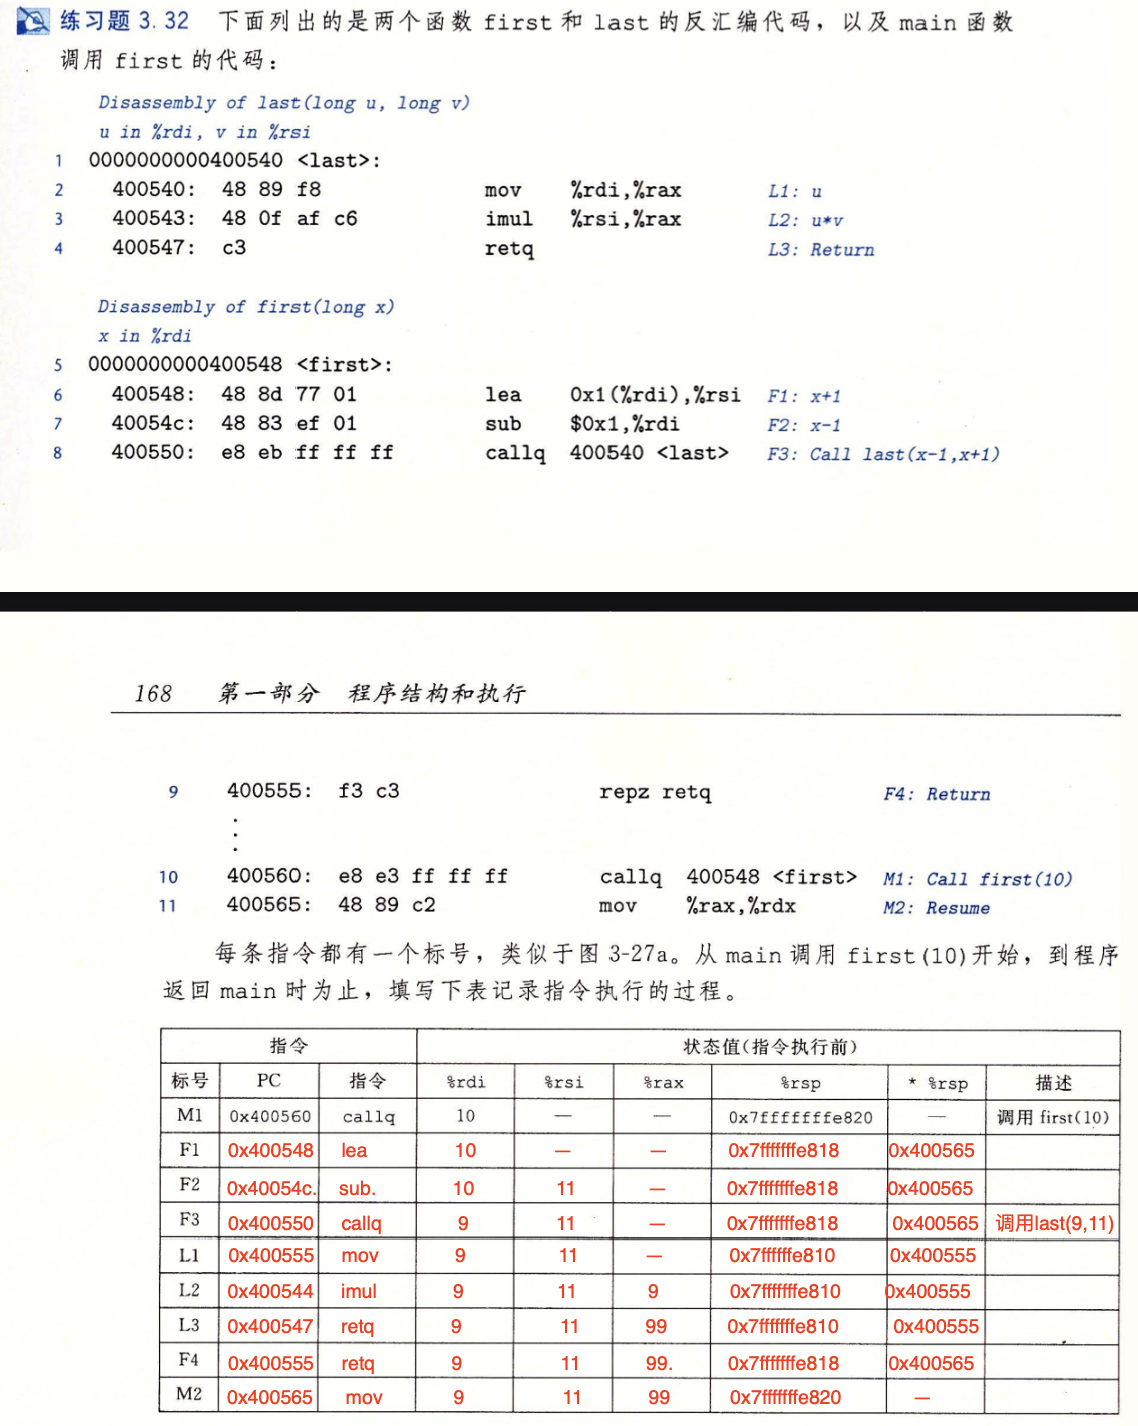 练习题 3.32 下面列出的是两个函数 first 和 last 的反汇编代码，以及 main 函数
调用 first 的代码：
Disassembly of last(long u, long v)
u in %rdi, v in %rsi
1 0000000000400540 <last>:
2 400540: 48 89 f8 mov %rdi,%rax L1: u
3 400543: 48 0f af c6 imul %rsi,%rax L2: u*v
4 400547: c3 retq L3: Return
Disassembly of first(long x)
x in %rdi
5 0000000000400548 <first>:
6 400548: 48 8d 77 01 lea 0x1(%rdi),%rsi F1: x+1
7 40054c: 48 83 ef 01 sub $0x1,%rdi F2: x-1
8 400550: e8 eb ff ff ff callq 400540 <last> F3: Call last(x-1,x+1)
168 第一部分 程序结构和执行
9 400555: f3 c3 repz retq F4: Return
⋮
10 400560: e8 e3 ff ff ff callq 400548 <first> M1: Call first(10)
11 400565: 48 89 c2 mov %rax,%rdx M2: Resume
每条指令都有一个标号，类似于图 3-27a。从 main 调用 first(10)开始，到程序
返回 main 时为止，填写下表记录指令执行的过程。
指令 状态值(指令执行前)
标号 PC 指令 %rdi %rsi %rax %rsp * %rsp 描述
M1 0x400560 callq 10 — — 0x7fffffffe820 — 调用 first(10)
F1 0x400548 lea 10 — — 0x7fffffffe818 0x400565
F2 0x40054c. sub. 10 11 — 0x7fffffffe818 0x400565
F3 0x400550 callq 9 11 — 0x7fffffffe818 0x400565 调用last(9,11)
L1 0x400555 mov 9 11 — 0x7ffffffe810 0x400555
L2 0x400544 imul 9 11 9 0x7fffffffe810 0x400555
L3 0x400547 retq 9 11 99 0x7fffffffe810 0x400555
F4 0x400555 retq 9 11 99. 0x7fffffffe818 0x400565
M2 0x400565 mov 9 11 99 0x7fffffffe820 —